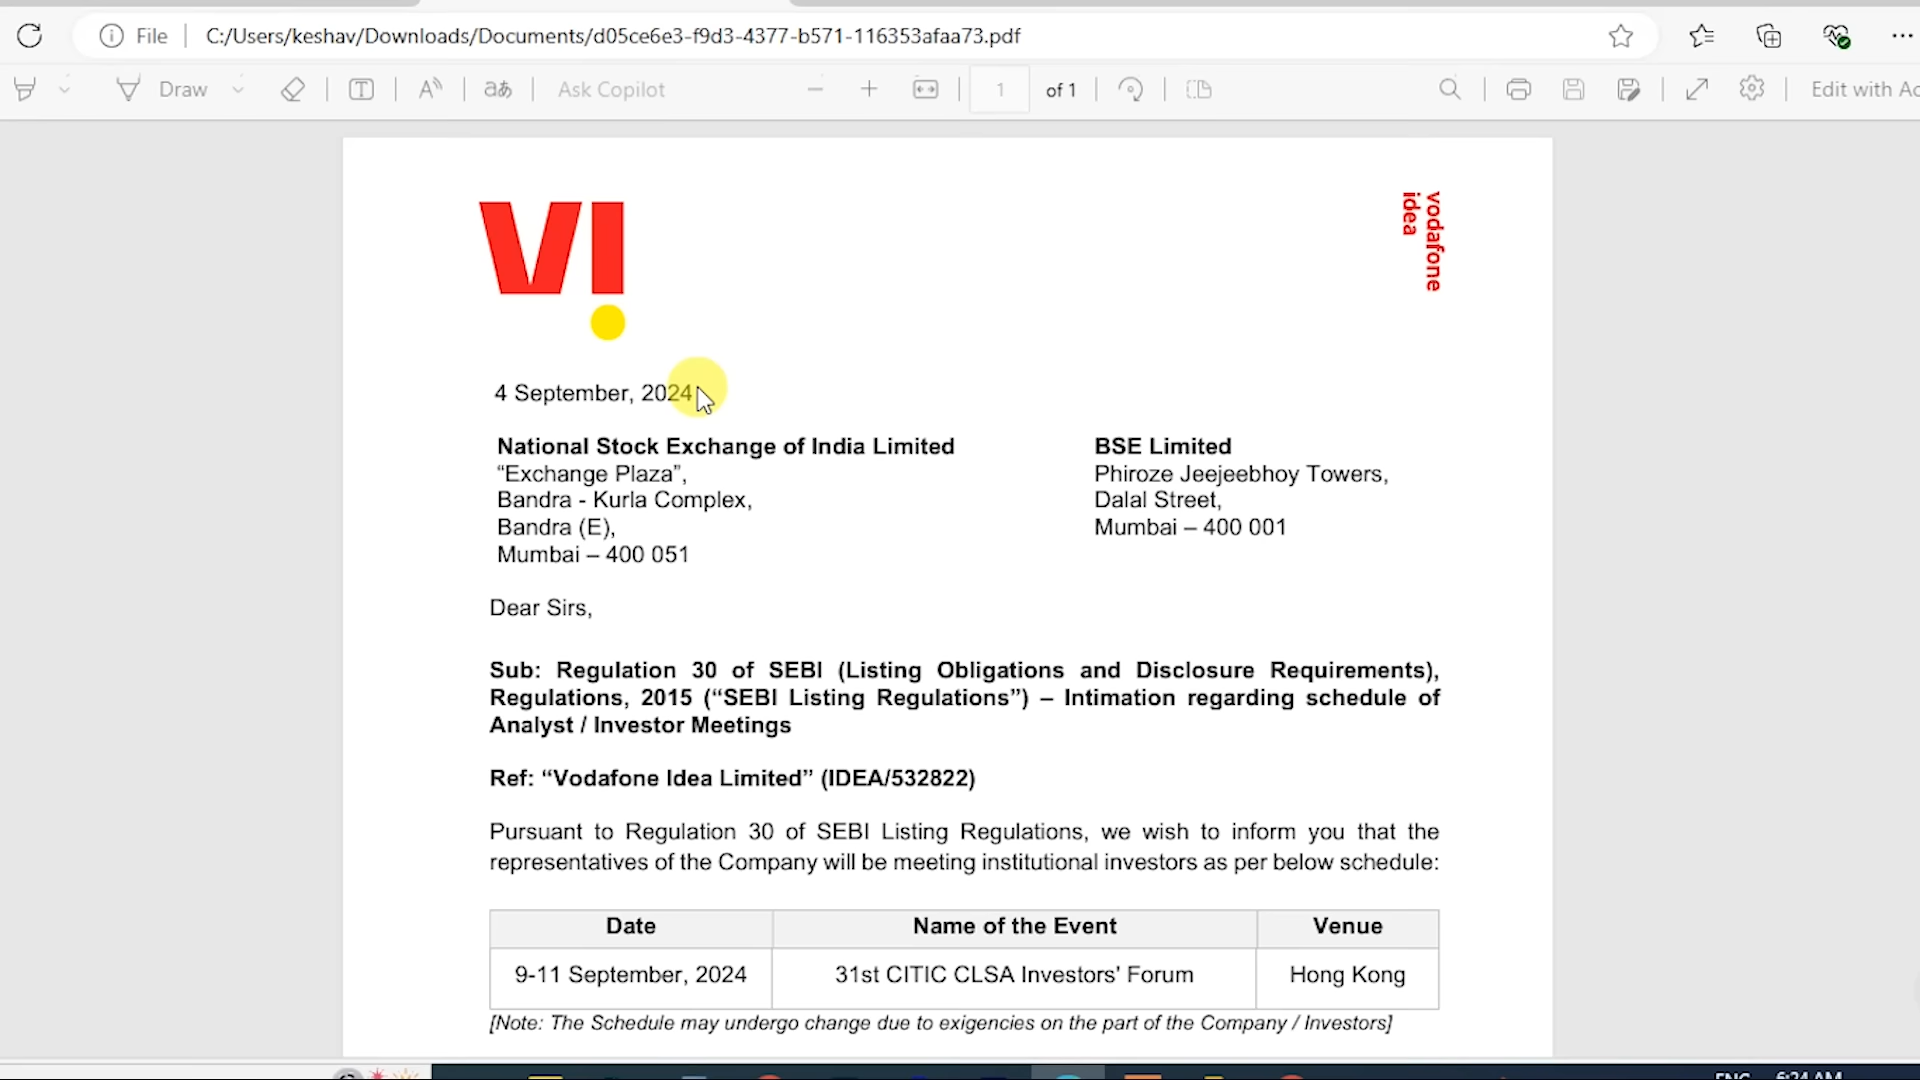 File
C:/Users/keshav/Downloads/Documents/d05ce6e3-f9d3-4377-b571-116353afaa73.pdf
Draw
Ask Copilot
1 of 1
Edit with Ac
VI
vodafone
idea
4 September, 2024
National Stock Exchange of India Limited
“Exchange Plaza”,
Bandra - Kurla Complex,
Bandra (E),
Mumbai – 400 051
BSE Limited
Phiroze Jeejeebhoy Towers,
Dalal Street,
Mumbai – 400 001
Dear Sirs,
Sub: Regulation 30 of SEBI (Listing Obligations and Disclosure Requirements),
Regulations, 2015 (“SEBI Listing Regulations”) – Intimation regarding schedule of
Analyst / Investor Meetings
Ref: “Vodafone Idea Limited” (IDEA/532822)
Pursuant to Regulation 30 of SEBI Listing Regulations, we wish to inform you that the
representatives of the Company will be meeting institutional investors as per below schedule:
Date Name of the Event Venue
9-11 September, 2024 31st CITIC CLSA Investors' Forum Hong Kong
[Note: The Schedule may undergo change due to exigencies on the part of the Company / Investors]
ENG 6:24 AM